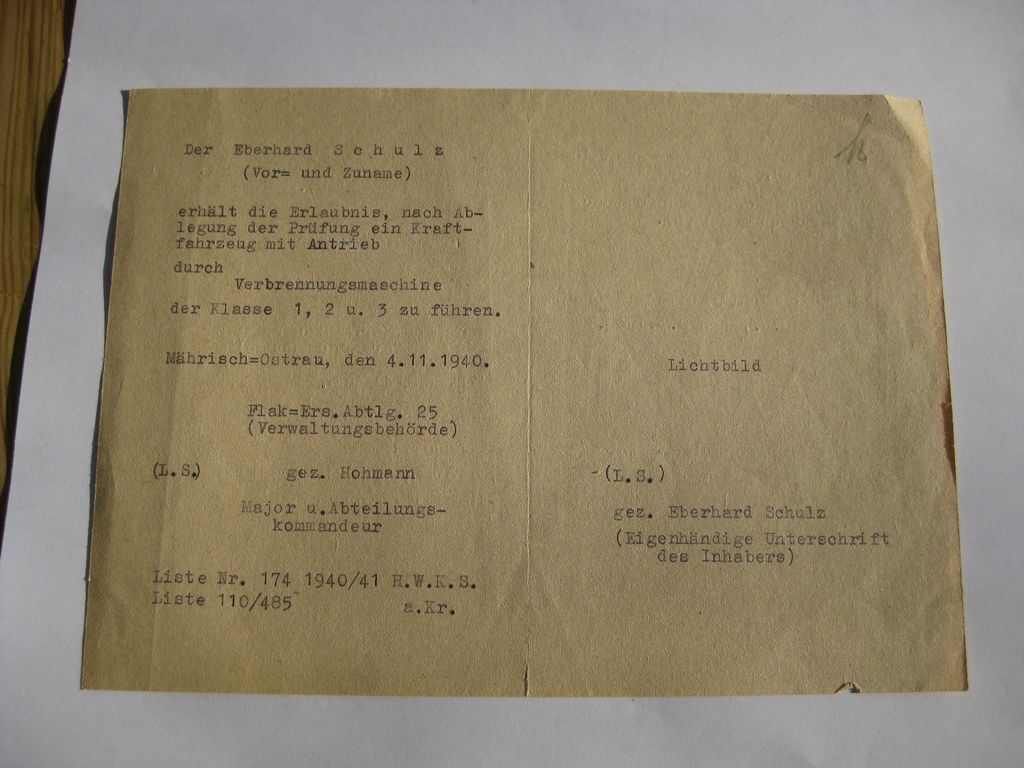 Der Eberhard S c h u l z
(Vor= und Zuname)
erhält die Erlaubnis, nach Ab-
legung der Prüfung ein Kraft-
fahrzeug mit Antrieb
durch
Verbrennungsmaschine
der Klasse 1, 2 u. 3 zu führen.
Mährisch=Ostrau, den 4.11.1940.
Flak=Ers.Abtlg. 25
(Verwaltungsbehörde)
(L.S.) gez. Hohmann
Major u.Abteilungs-
kommandeur
Liste Nr. 174 1940/41 H.W.K.S.
Liste 110/485 a.Kr.
Lichtbild
-(L.S.)
gez. Eberhard Schulz
(Eigenhändige Unterschrift
des Inhabers)